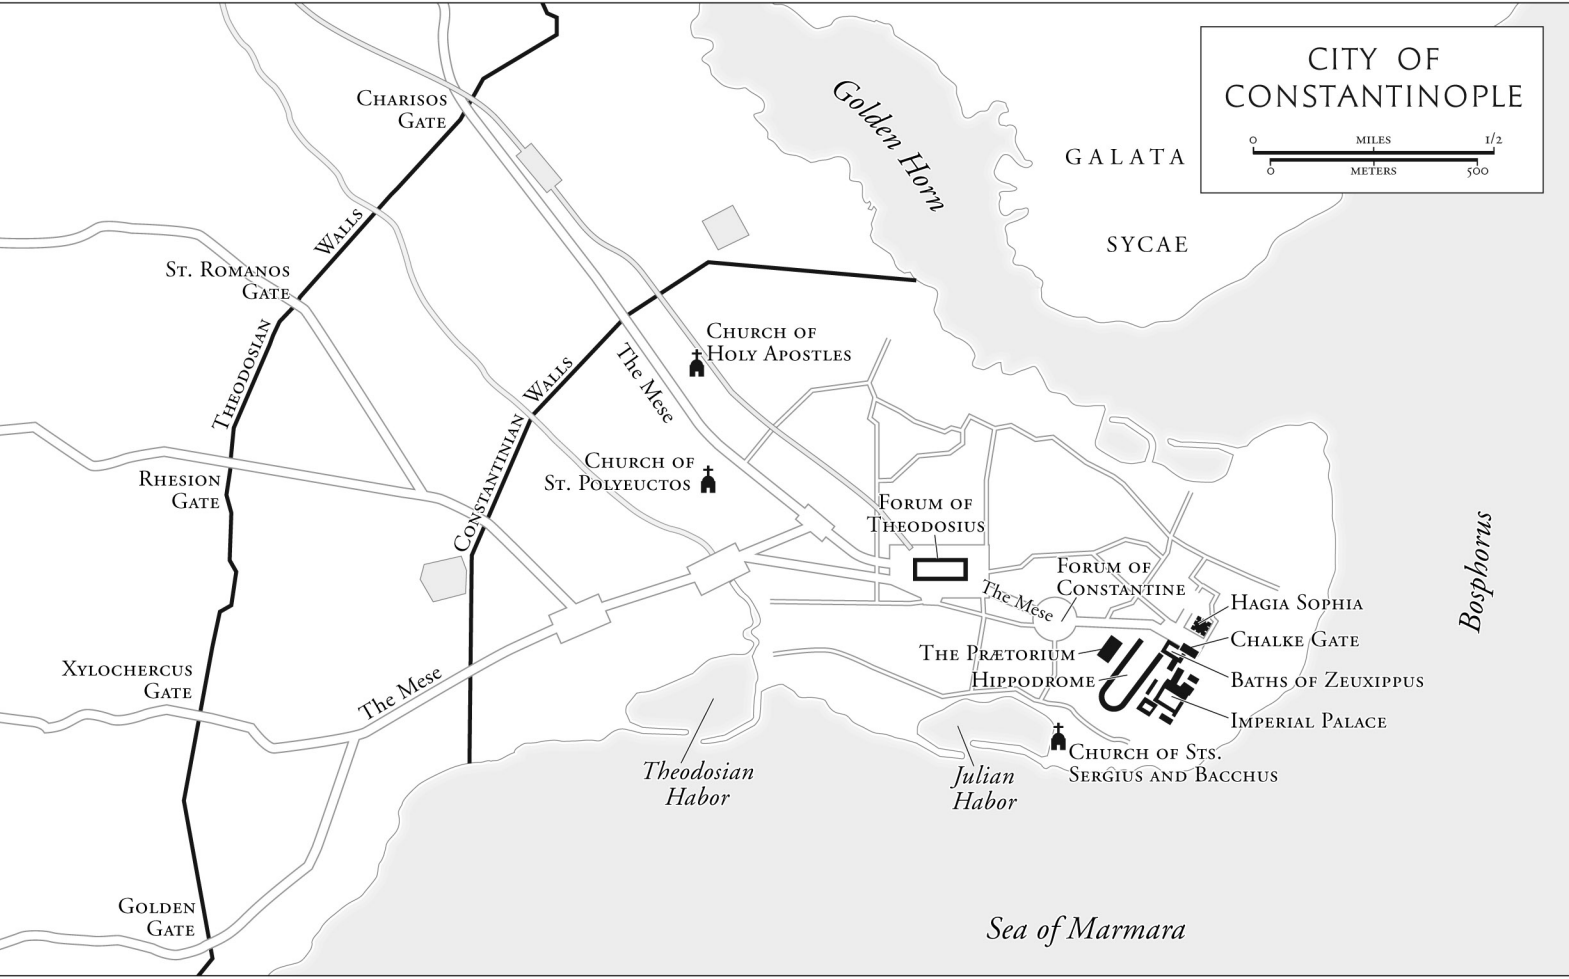 CITY OF
CONSTANTINOPLE
0 MILES 1/2
0 METERS 500
Golden Horn
GALATA
SYCAE
CHARISOS
GATE
ST. ROMANOS
GATE
THEODOSIAN WALLS
RHESION
GATE
CONSTANTINIAN WALLS
The Mese
CHURCH OF
HOLY APOSTLES
CHURCH OF
ST. POLYEUCTOS
FORUM OF
THEODOSIUS
The Mese
FORUM OF
CONSTANTINE
HAGIA SOPHIA
CHALKE GATE
THE PRÆTORIUM
HIPPODROME
BATHS OF ZEUXIPPUS
IMPERIAL PALACE
Bosphorus
XYLOCHERCUS
GATE
The Mese
CHURCH OF STS.
SERGIUS AND BACCHUS
Theodosian
Habor
Julian
Habor
GOLDEN
GATE
Sea of Marmara